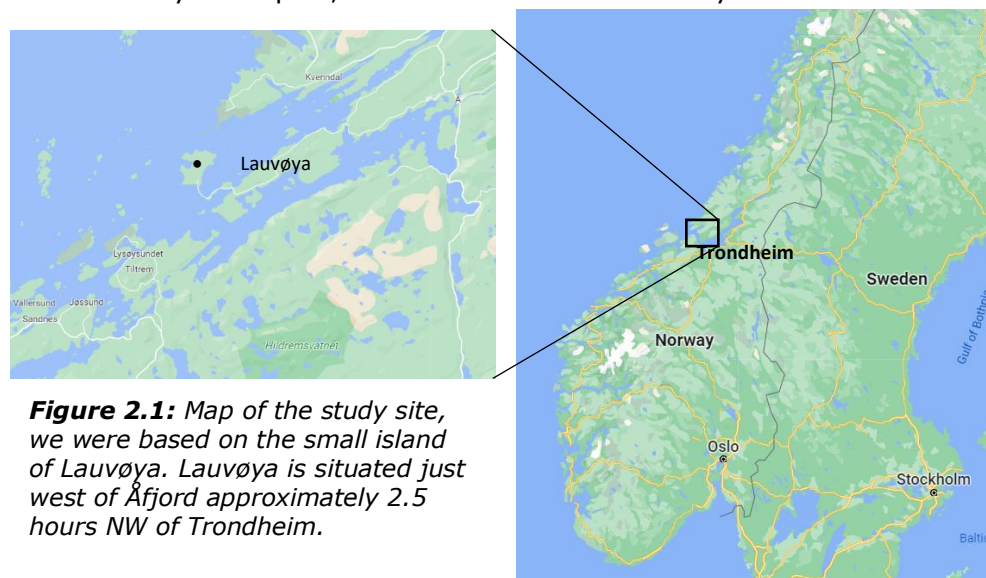 Kverndal
Å
Lauvøya
Lysøysundet
Tiltrem
Vallersund
Jøssund
Sandnes
Hildremsvatnet
Trondheim
Sweden
Norway
Gulf of Bothnia
Oslo
Stockholm
Baltic
Figure 2.1: Map of the study site,
we were based on the small island
of Lauvøya. Lauvøya is situated just
west of Åfjord approximately 2.5
hours NW of Trondheim.